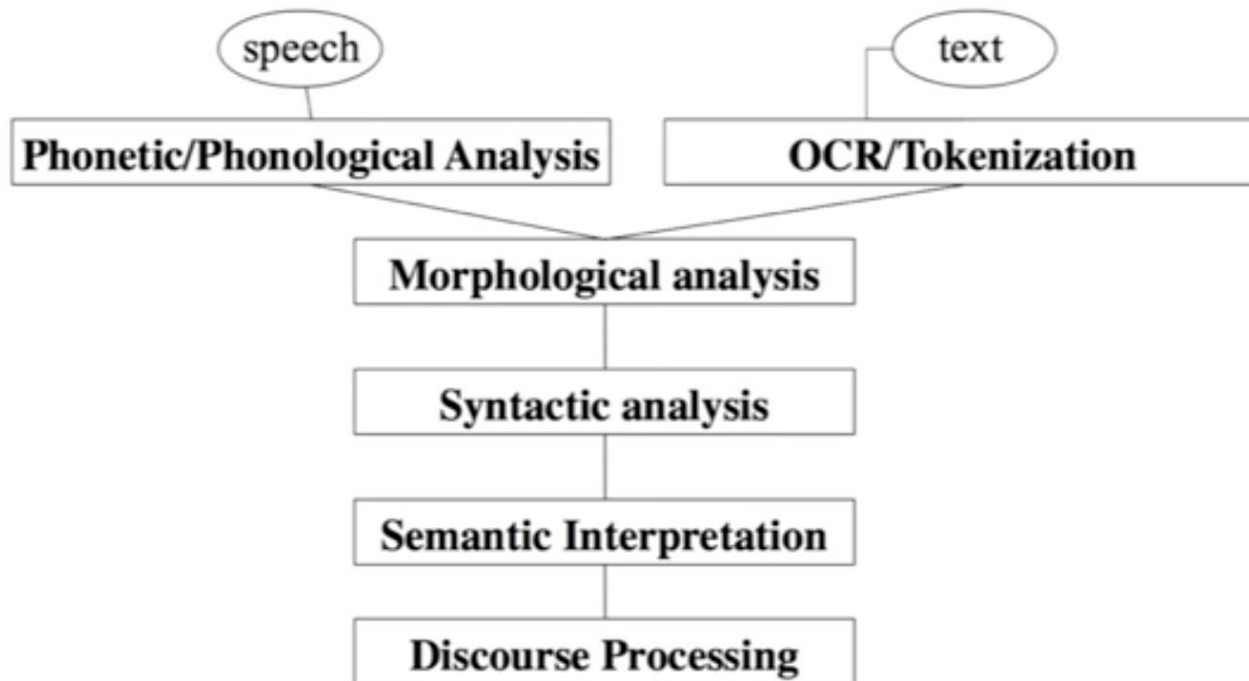 speech
text
Phonetic/Phonological Analysis
OCR/Tokenization
Morphological analysis
Syntactic analysis
Semantic Interpretation
Discourse Processing